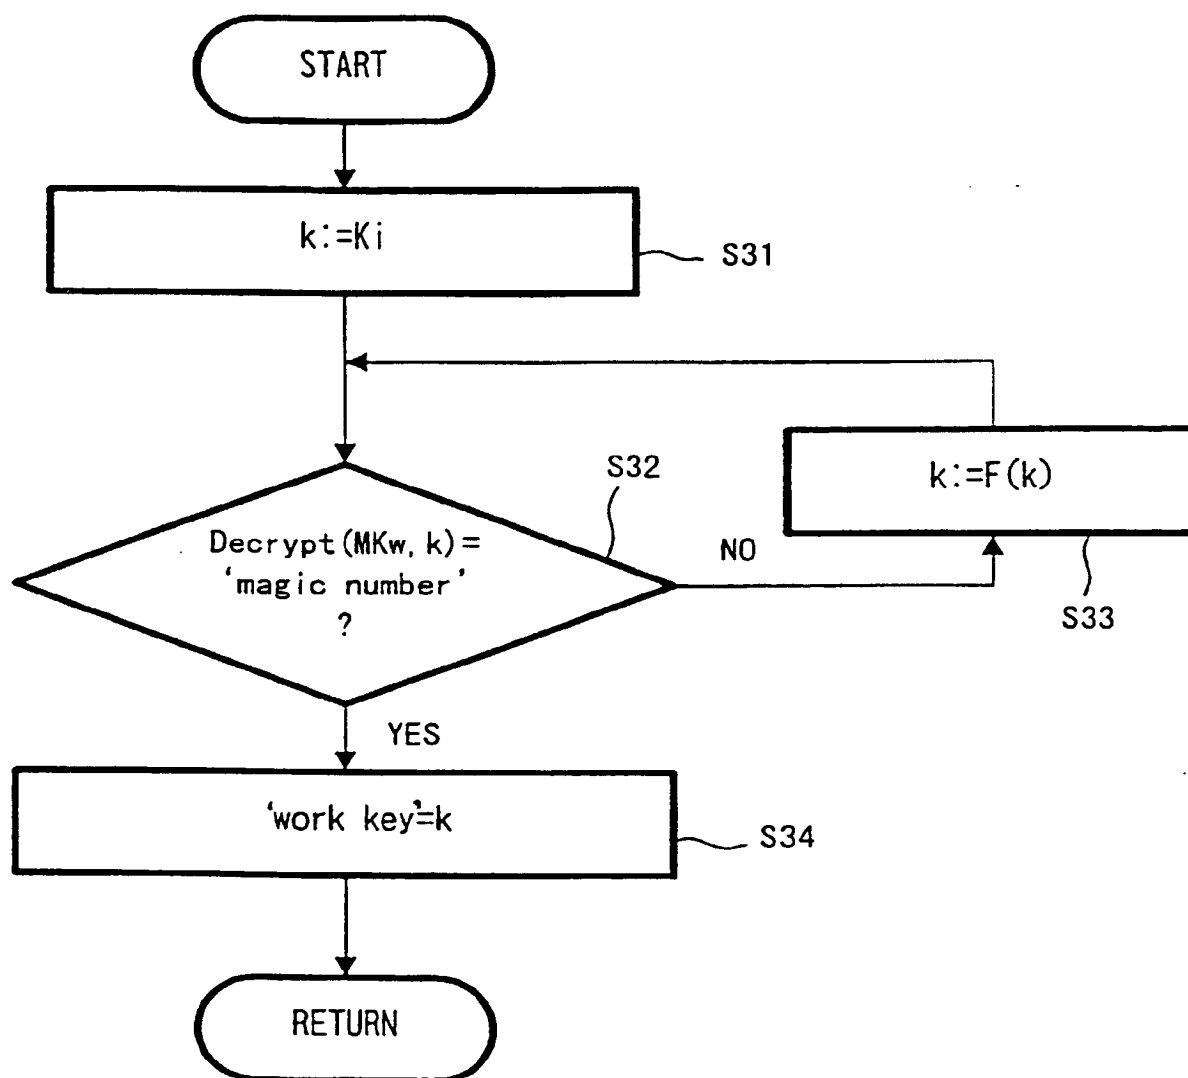 START
k:=Ki
S31
S32
k:=F(k)
Decrypt(MKw, k)=
'magic number'
?
NO
S33
YES
'work key'=k
S34
RETURN